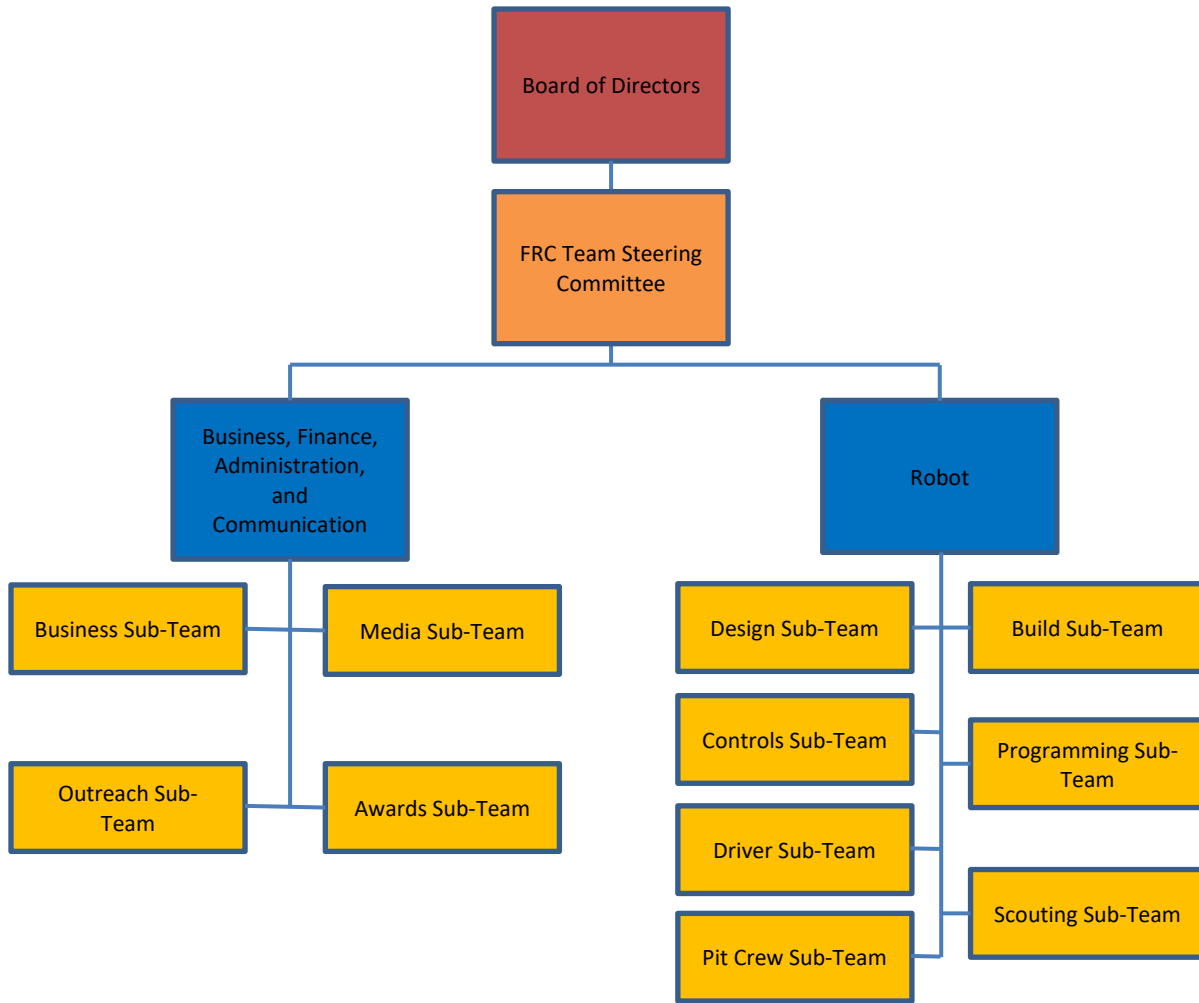 Board of Directors
FRC Team Steering
Committee
Business, Finance,
Administration,
and
Communication
Robot
Business Sub-Team
Media Sub-Team
Design Sub-Team
Build Sub-Team
Controls Sub-Team
Programming Sub-
Team
Outreach Sub-
Team
Awards Sub-Team
Driver Sub-Team
Scouting Sub-Team
Pit Crew Sub-Team